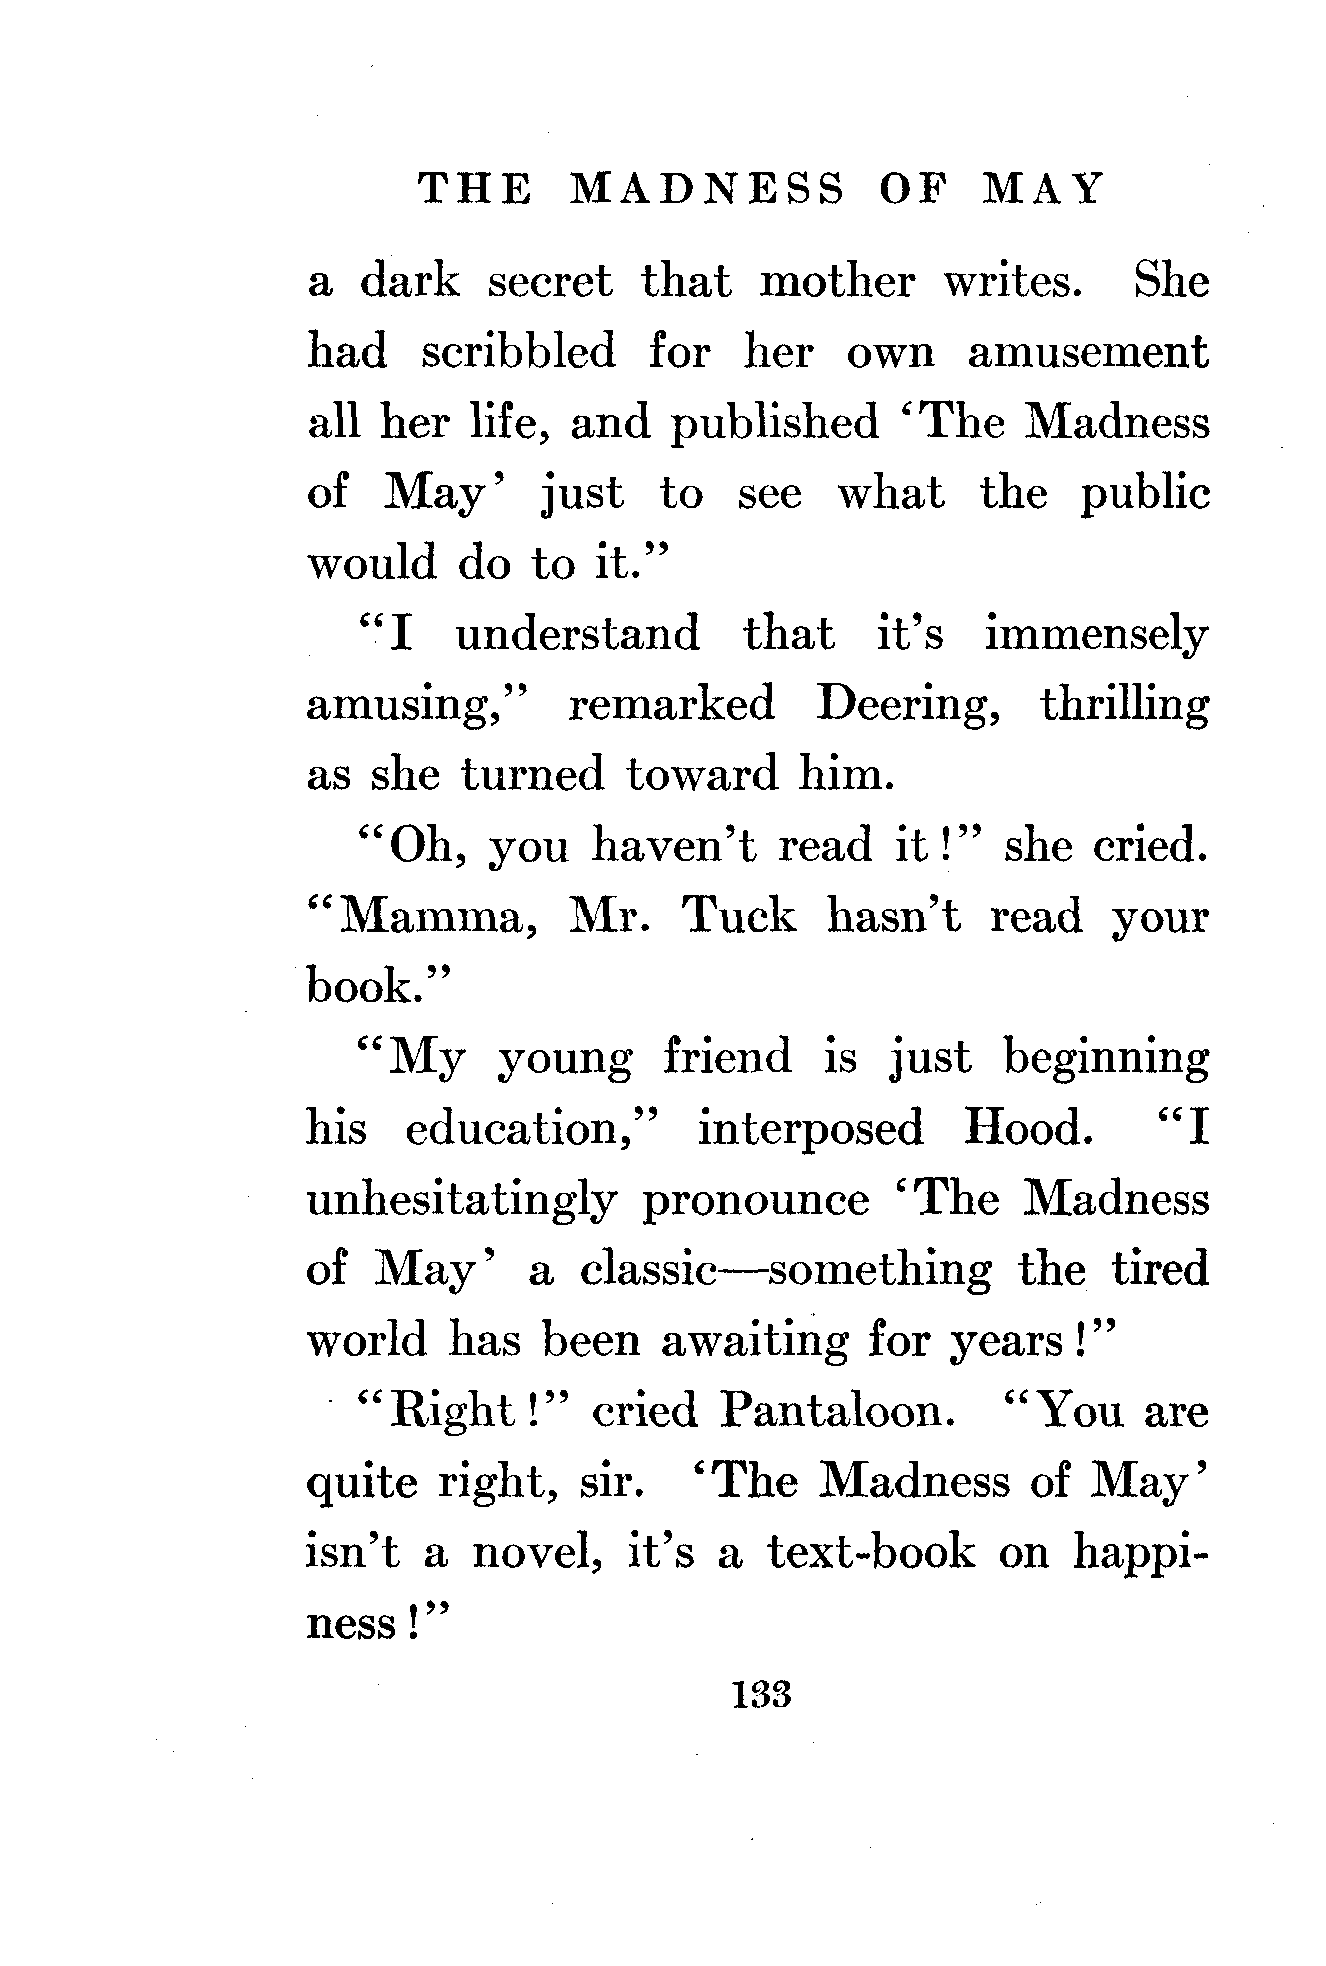 THE MADNESS OF MAY
a dark secret that mother writes. She
had scribbled for her own amusement
all her life, and published ‘The Madness
of May’ just to see what the public
would do to it.”
“I understand that it’s immensely
amusing,” remarked Deering, thrilling
as she turned toward him.
“Oh, you haven’t read it!” she cried.
“Mamma, Mr. Tuck hasn’t read your
book.”
“My young friend is just beginning
his education,” interposed Hood. “I
unhesitatingly pronounce ‘The Madness
of May’ a classic—something the tired
world has been awaiting for years!”
“Right!” cried Pantaloon. “You are
quite right, sir. ‘The Madness of May’
isn’t a novel, it’s a text-book on happi-
ness!”
133